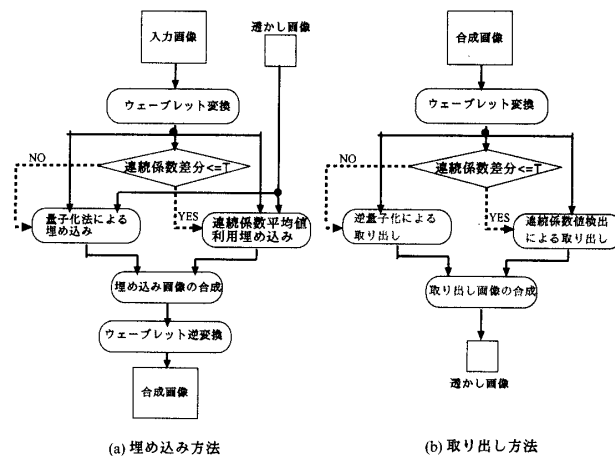 入力画像
透かし画像
ウェーブレット変換
連続係数差分<=T
NO
YES
量子化法による
埋め込み
連続係数平均値
利用埋め込み
埋め込み画像の合成
ウェーブレット逆変換
合成画像
(a) 埋め込み方法
合成画像
ウェーブレット変換
連続係数差分<=T
NO
YES
逆量子化による
取り出し
連続係数値検出
による取り出し
取り出し画像の合成
透かし画像
(b) 取り出し方法